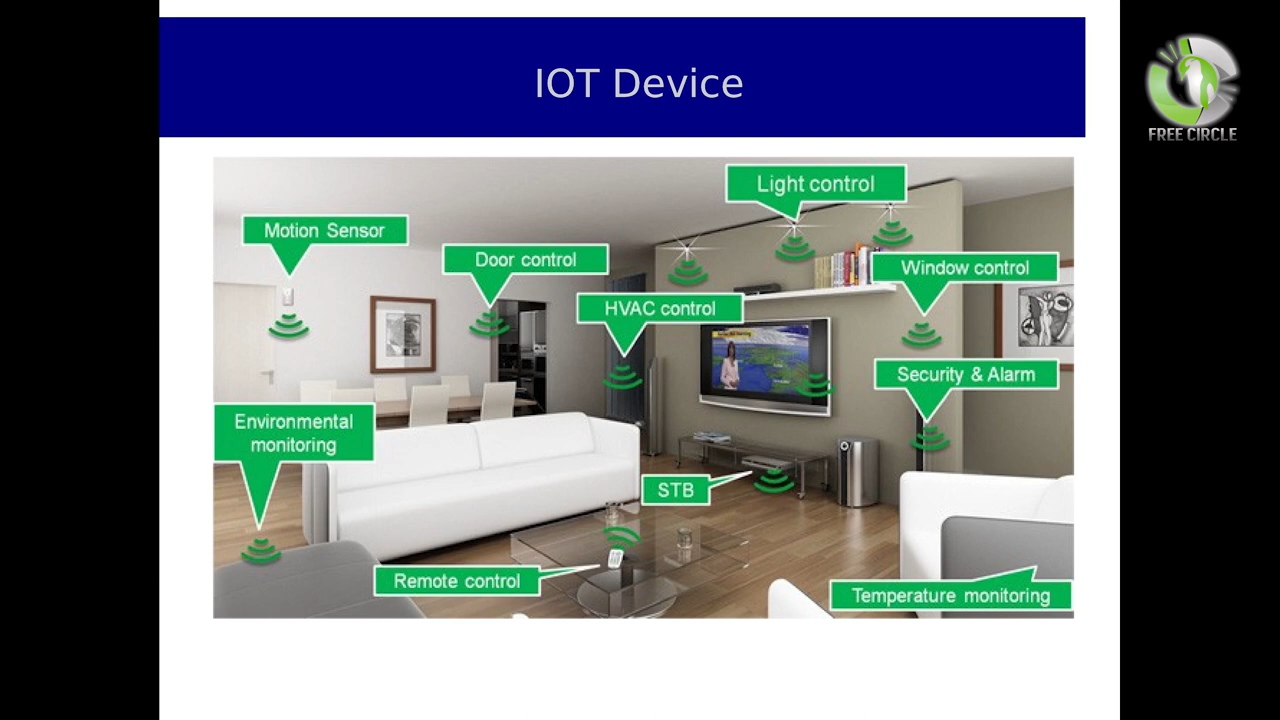 IOT Device
FREE CIRCLE
Light control
Motion Sensor
Door control
Window control
HVAC control
Security & Alarm
Environmental
monitoring
STB
Remote control
Temperature monitoring